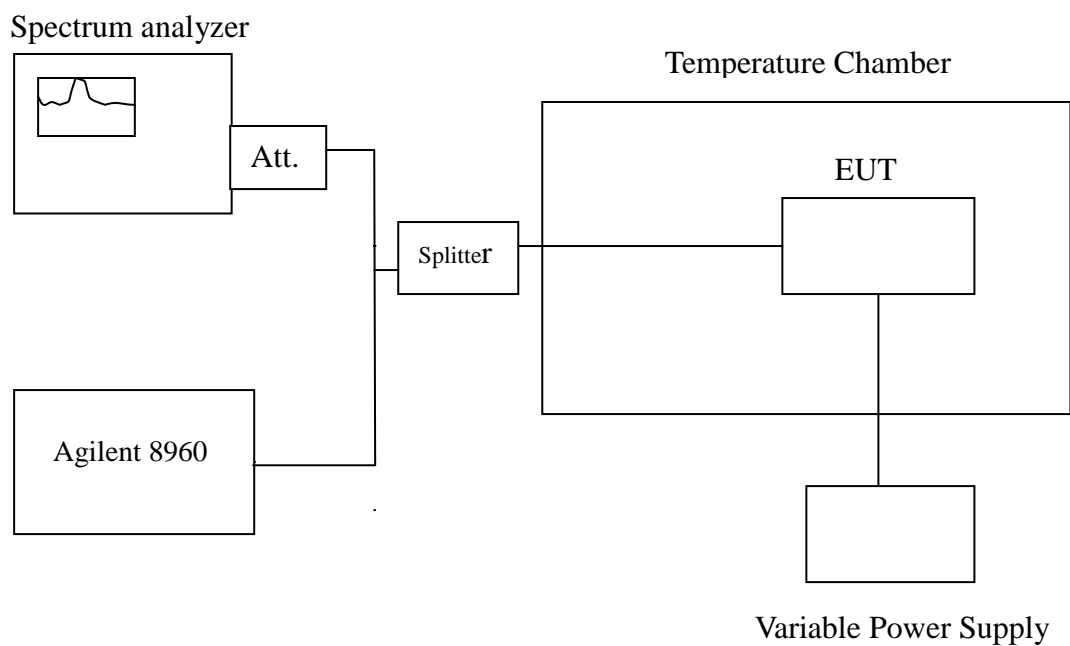 Spectrum analyzer
Temperature Chamber
Att.
EUT
Splitter
Agilent 8960
Variable Power Supply